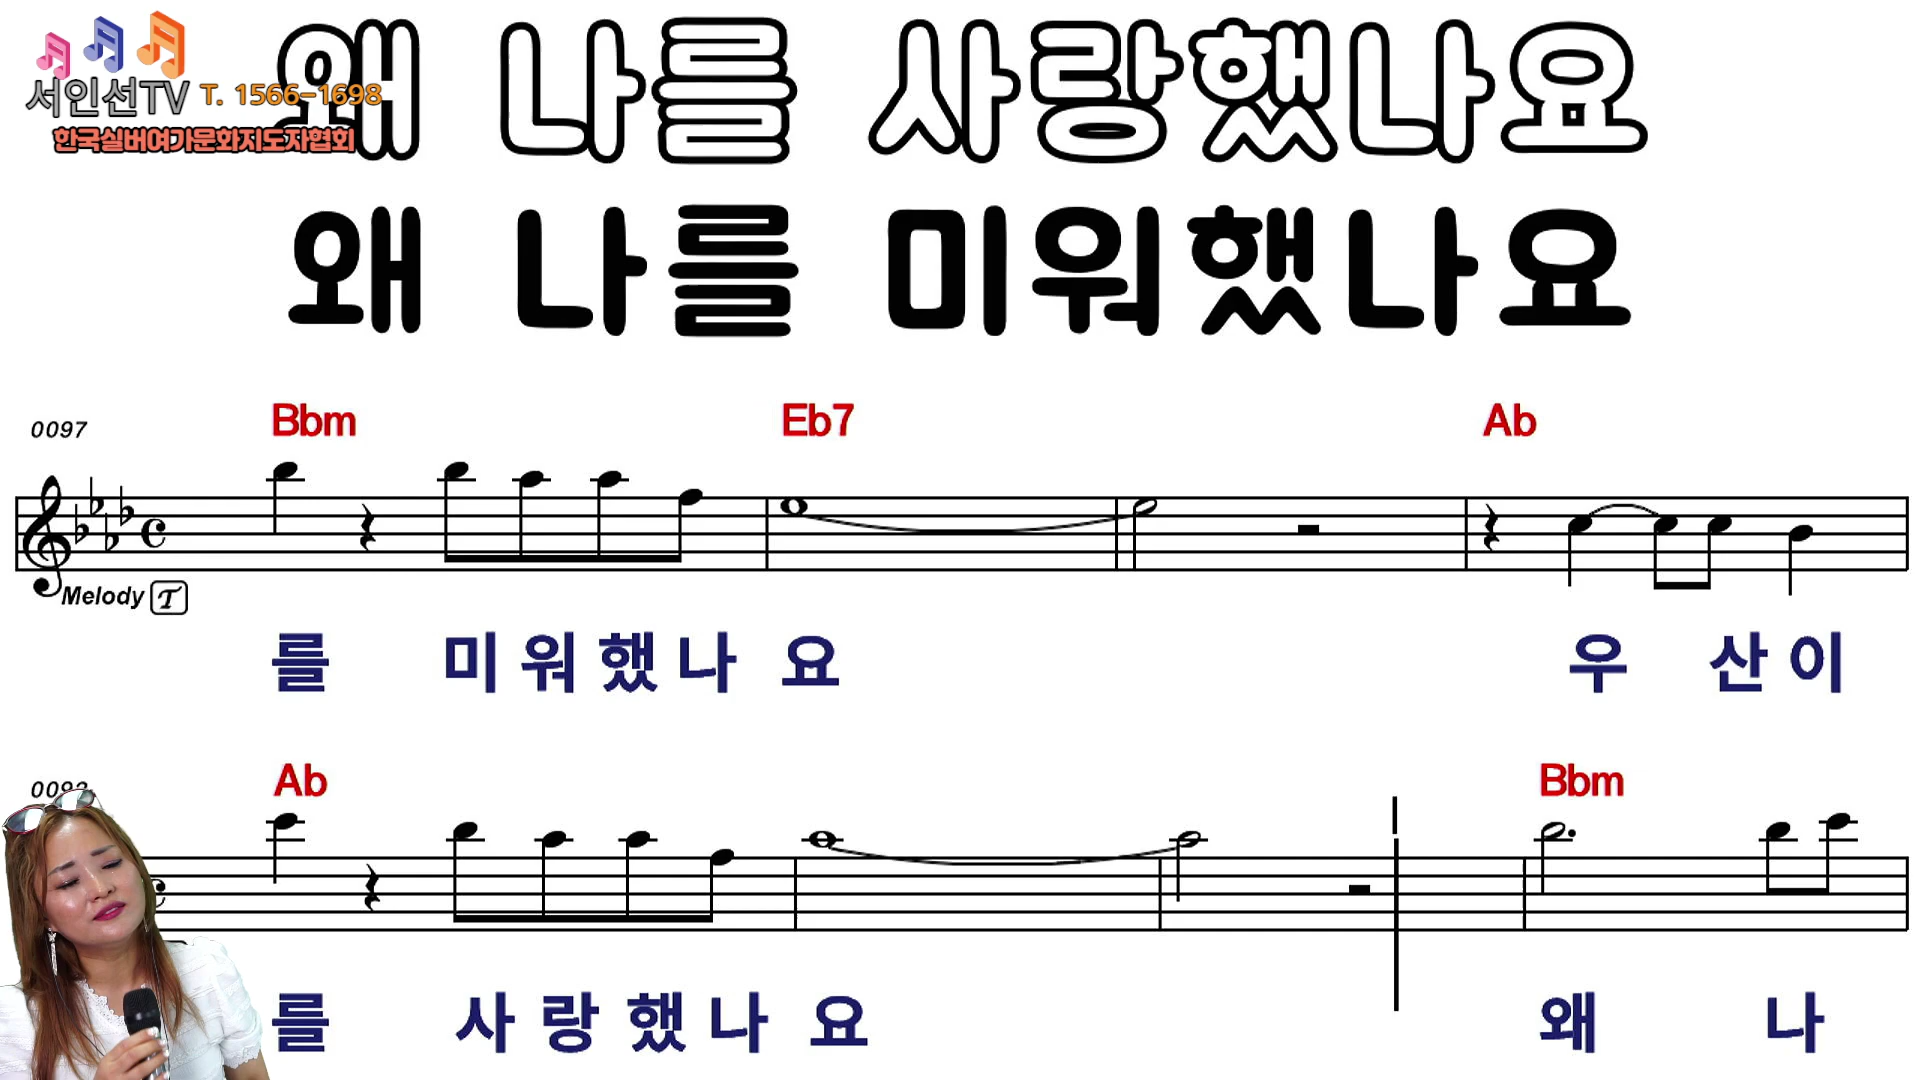 왜 나를 사랑했나요
서인선TV T. 1566-1698
한국실버여가문화지도자협회
왜 나를 미워했나요
0097 Bbm Eb7 Ab
Melody T
를 미 워 했 나 요 우 산 이
Ab Bbm
를 사 랑 했 나 요 왜 나